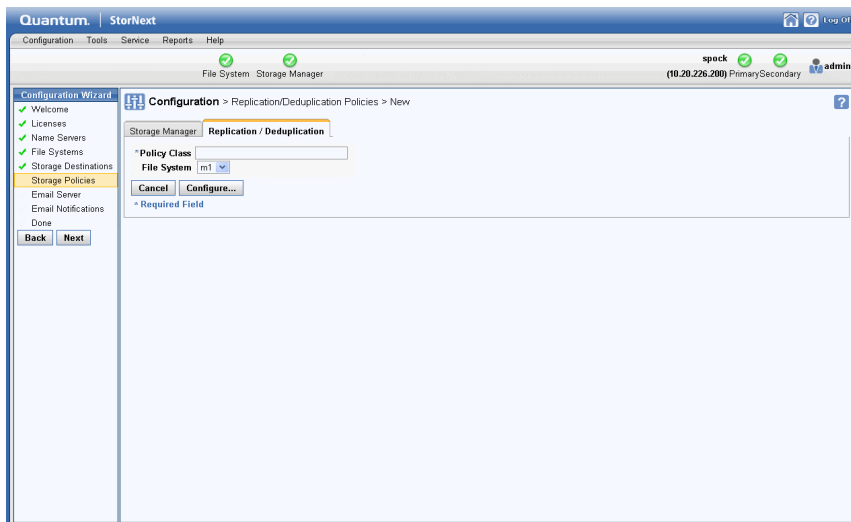 Quantum. | StorNext
Log Of
Configuration Tools Service Reports Help
File System Storage Manager
spock
(10.20.226.200) Primary Secondary
admin
Configuration Wizard
Welcome
Licenses
Name Servers
File Systems
Storage Destinations
Storage Policies
Email Server
Email Notifications
Done
Back Next
Configuration > Replication/Deduplication Policies > New
?
Storage Manager Replication / Deduplication
*Policy Class
File System m1
Cancel Configure...
* Required Field